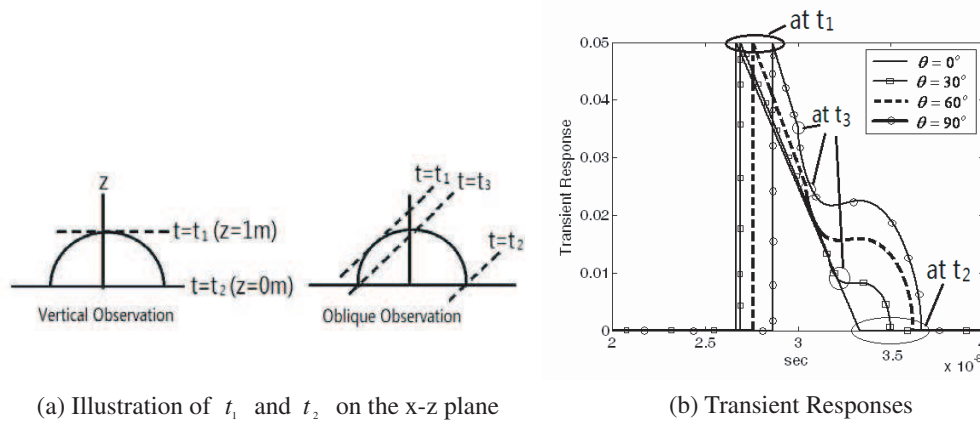 z
t=t₁ (z=1m)
t=t₂ (z=0m)
Vertical Observation
t=t₁
t=t₃
t=t₂
Oblique Observation
(a) Illustration of t₁ and t₂ on the x-z plane
at t₁
0.05
0.04
0.03
0.02
0.01
0
Transient Response
θ = 0°
θ = 30°
θ = 60°
θ = 90°
at t₃
at t₂
2
2.5
3
3.5
sec
(b) Transient Responses